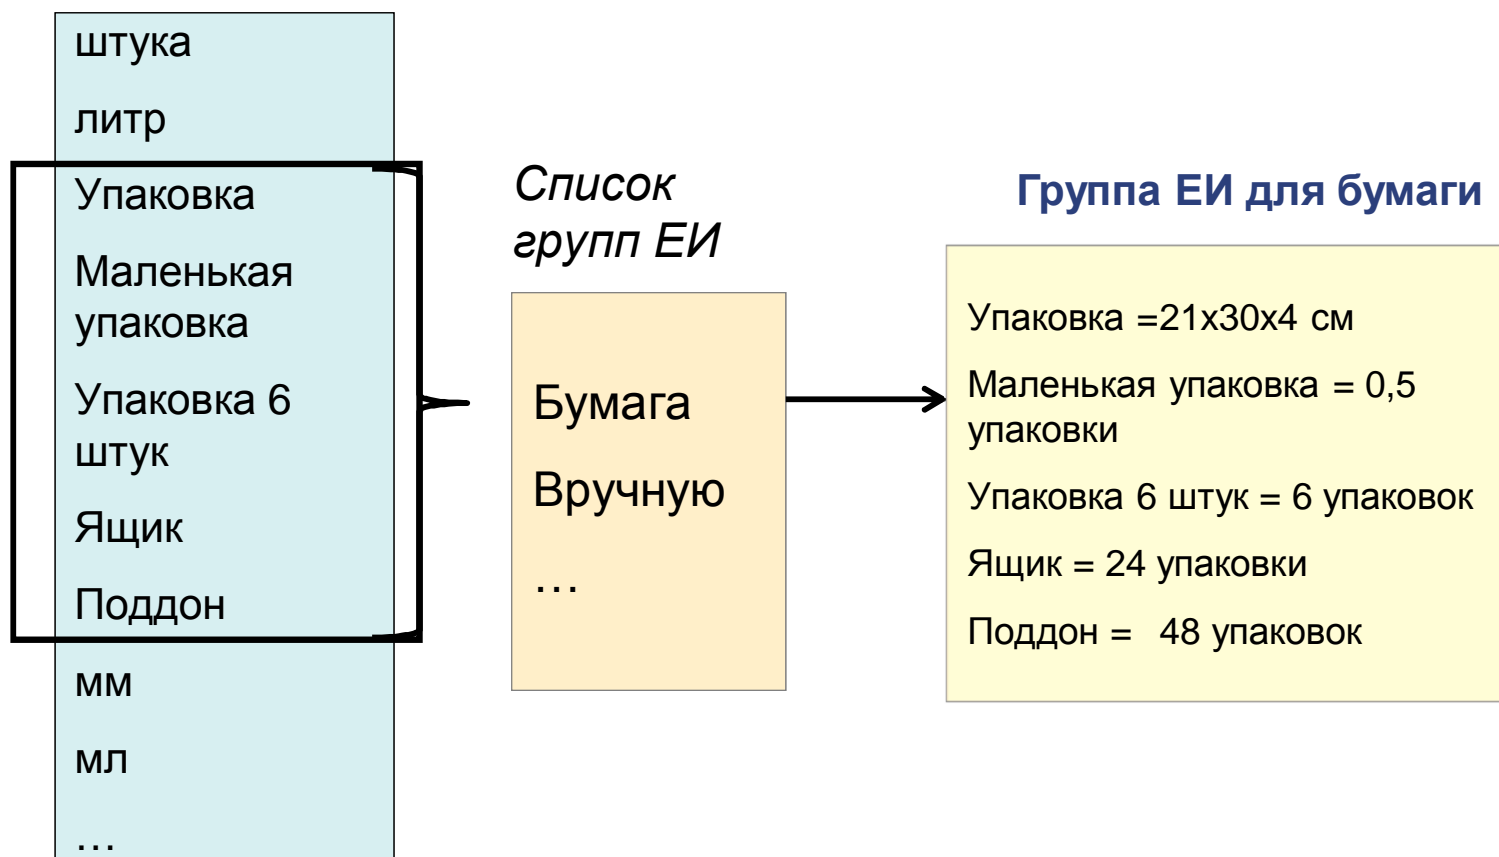 штука
литр
Упаковка
Маленькая
упаковка
Упаковка 6
штук
Ящик
Поддон
мм
мл
…
Список
групп ЕИ
Бумага
Вручную
…
Группа ЕИ для бумаги
Упаковка =21х30х4 см
Маленькая упаковка = 0,5
упаковки
Упаковка 6 штук = 6 упаковок
Ящик = 24 упаковки
Поддон = 48 упаковок